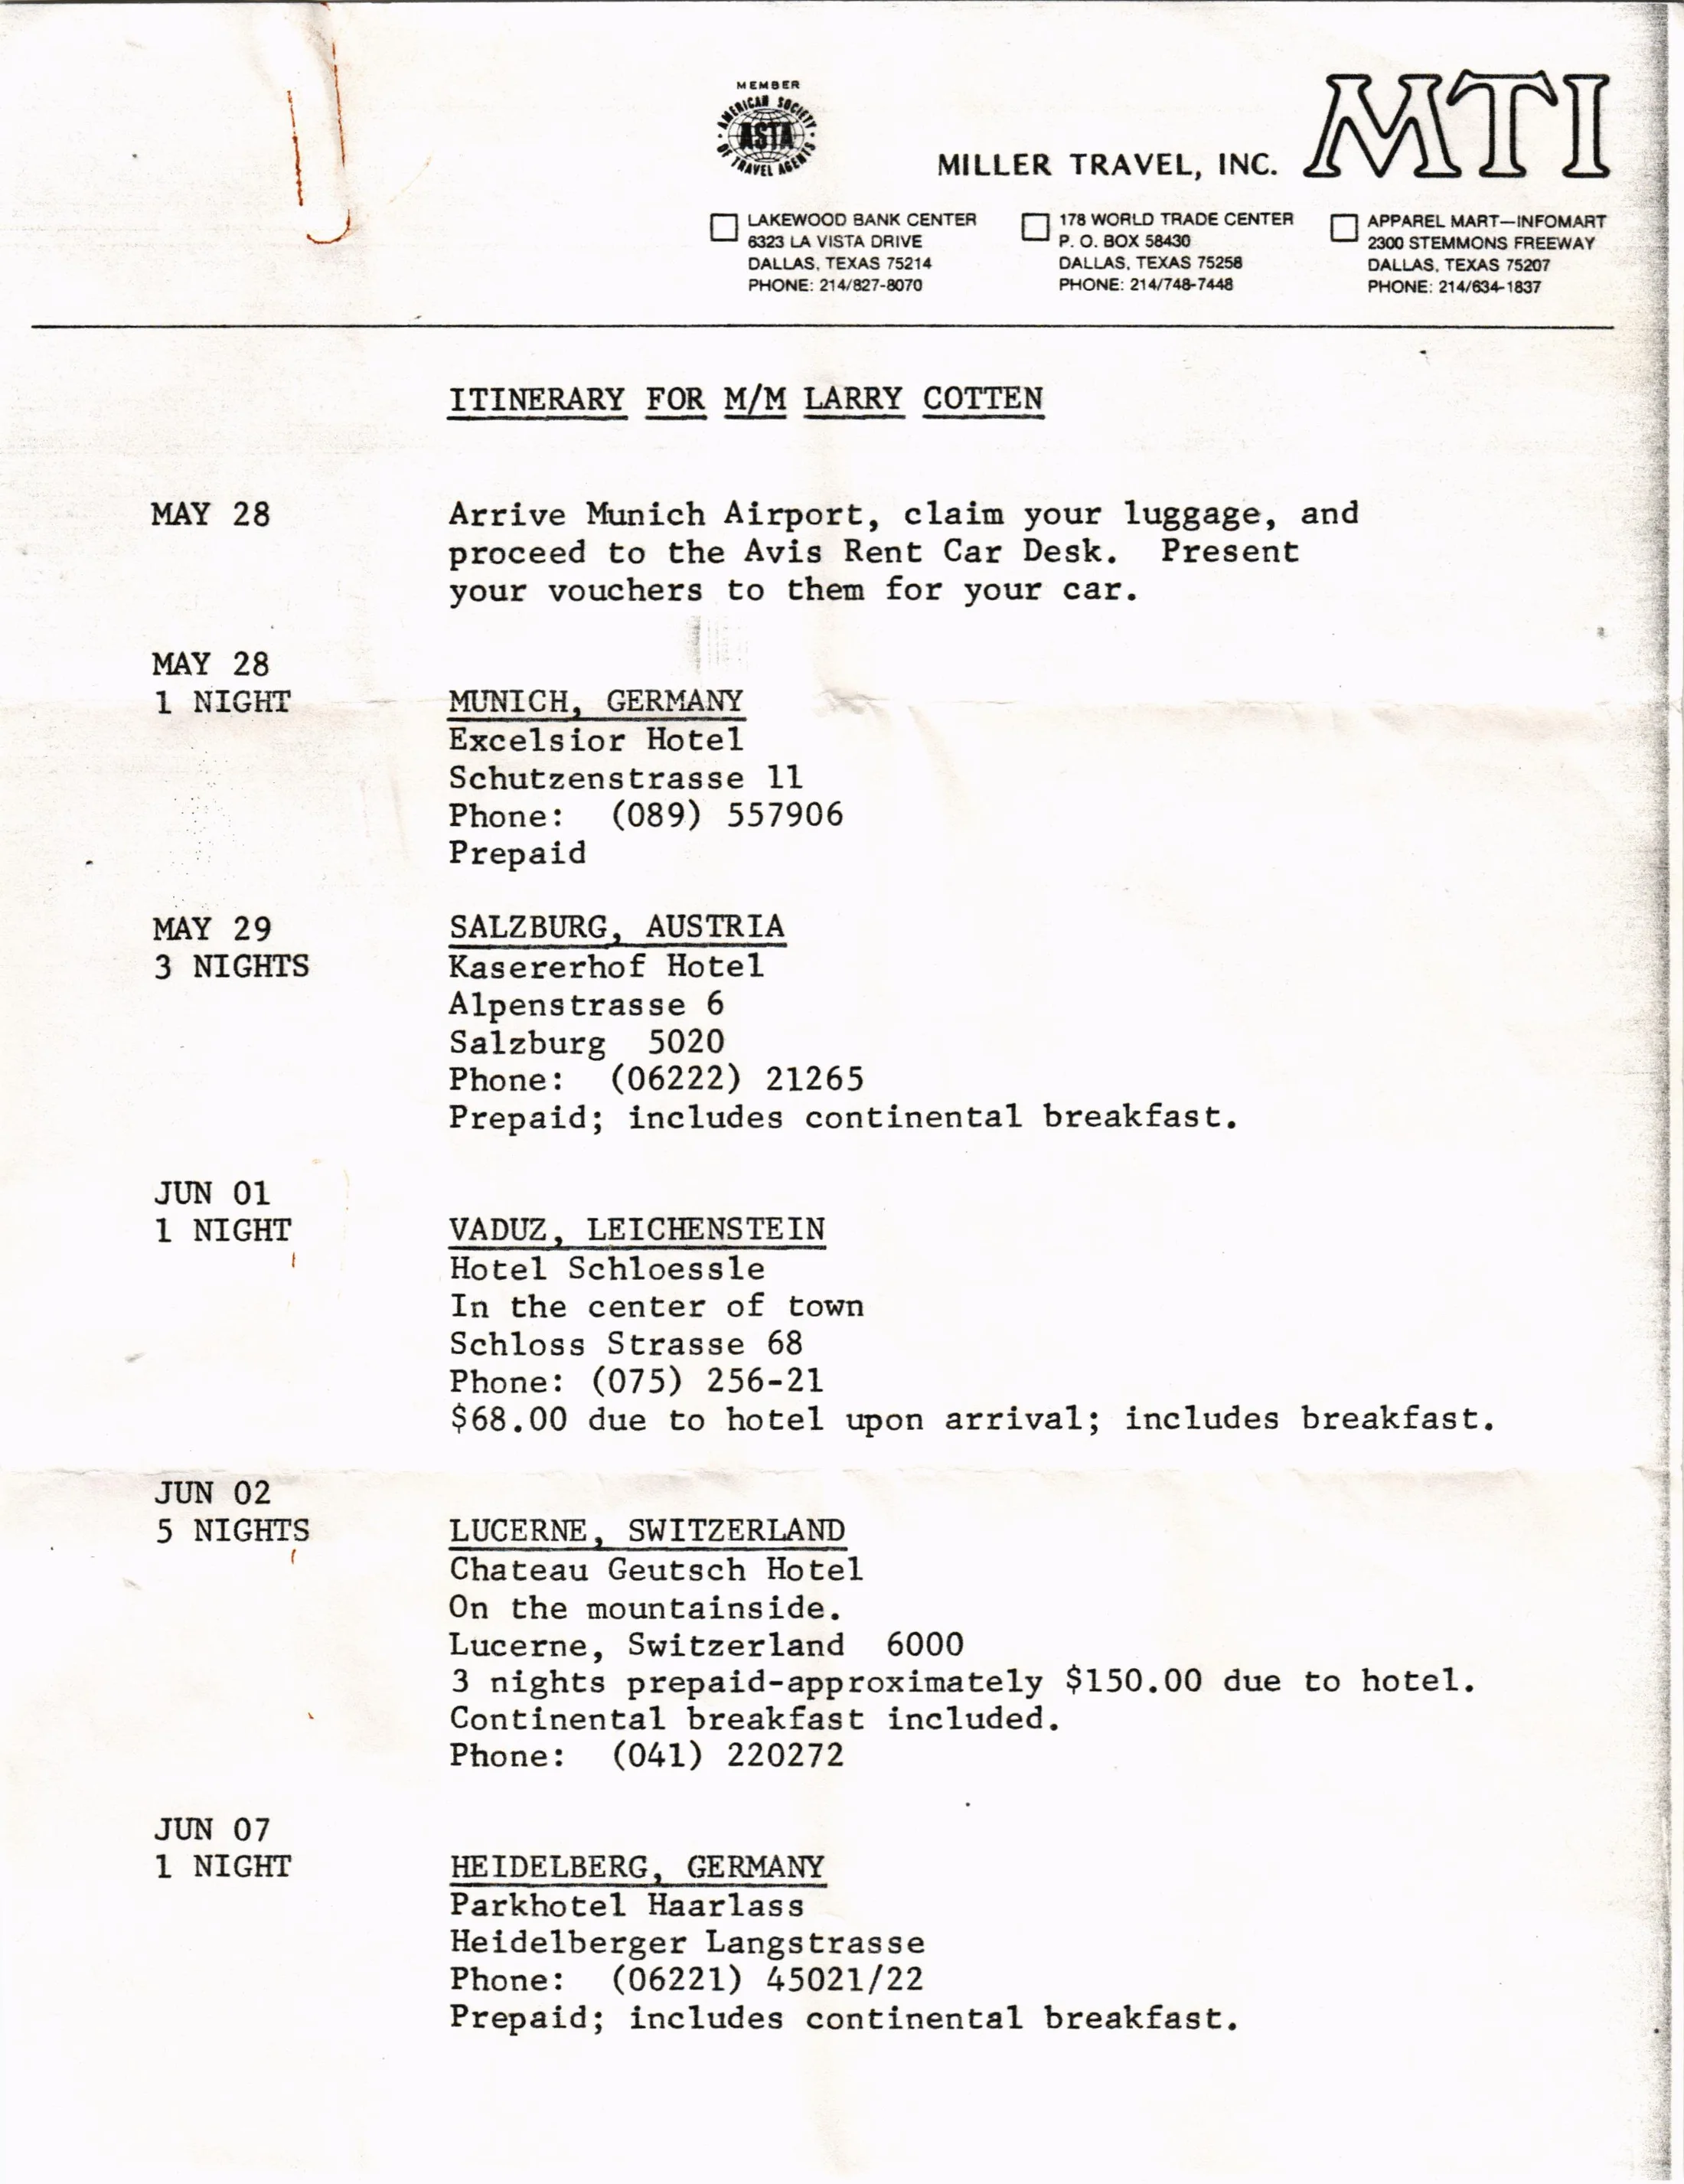 MEMBER
AMERICAN SOCIETY
ASTA
OF TRAVEL AGENTS
MILLER TRAVEL, INC. MTI
LAKEWOOD BANK CENTER
6323 LA VISTA DRIVE
DALLAS, TEXAS 75214
PHONE: 214/827-8070
178 WORLD TRADE CENTER
P. O. BOX 58430
DALLAS, TEXAS 75258
PHONE: 214/748-7448
APPAREL MART—INFOMART
2300 STEMMONS FREEWAY
DALLAS, TEXAS 75207
PHONE: 214/634-1837
ITINERARY FOR M/M LARRY COTTEN
MAY 28 Arrive Munich Airport, claim your luggage, and
proceed to the Avis Rent Car Desk. Present
your vouchers to them for your car.
MAY 28
1 NIGHT MUNICH, GERMANY
Excelsior Hotel
Schutzenstrasse 11
Phone: (089) 557906
Prepaid
MAY 29 SALZBURG, AUSTRIA
3 NIGHTS Kasererhof Hotel
Alpenstrasse 6
Salzburg 5020
Phone: (06222) 21265
Prepaid; includes continental breakfast.
JUN 01
1 NIGHT VADUZ, LEICHENSTEIN
Hotel Schloessle
In the center of town
Schloss Strasse 68
Phone: (075) 256-21
$68.00 due to hotel upon arrival; includes breakfast.
JUN 02
5 NIGHTS LUCERNE, SWITZERLAND
Chateau Geutsch Hotel
On the mountainside.
Lucerne, Switzerland 6000
3 nights prepaid-approximately $150.00 due to hotel.
Continental breakfast included.
Phone: (041) 220272
JUN 07
1 NIGHT HEIDELBERG, GERMANY
Parkhotel Haarlass
Heidelberger Langstrasse
Phone: (06221) 45021/22
Prepaid; includes continental breakfast.